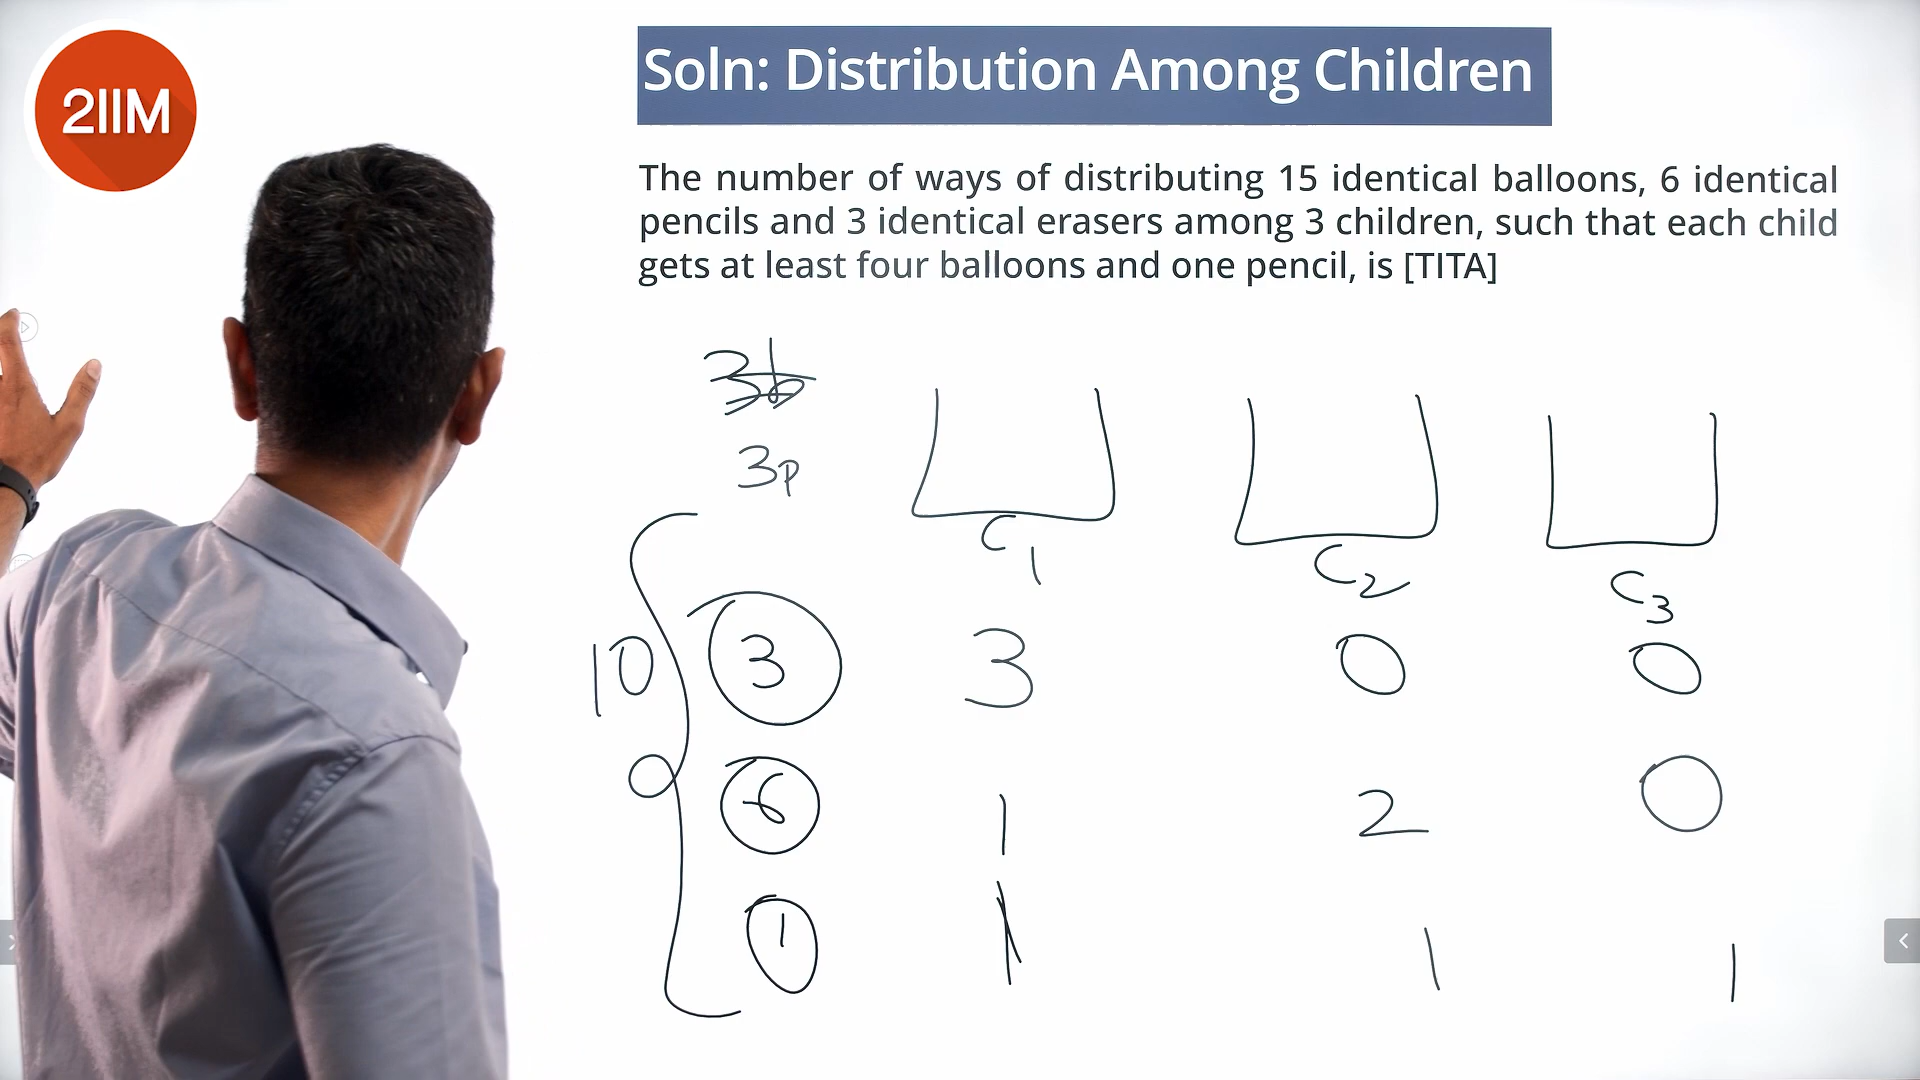 2IIM
Soln: Distribution Among Children
The number of ways of distributing 15 identical balloons, 6 identical
pencils and 3 identical erasers among 3 children, such that each child
gets at least four balloons and one pencil, is [TITA]
3b
3p
C1 C2 C3
10 3 3 0 0
0 6 1 2 0
1 1 1 1